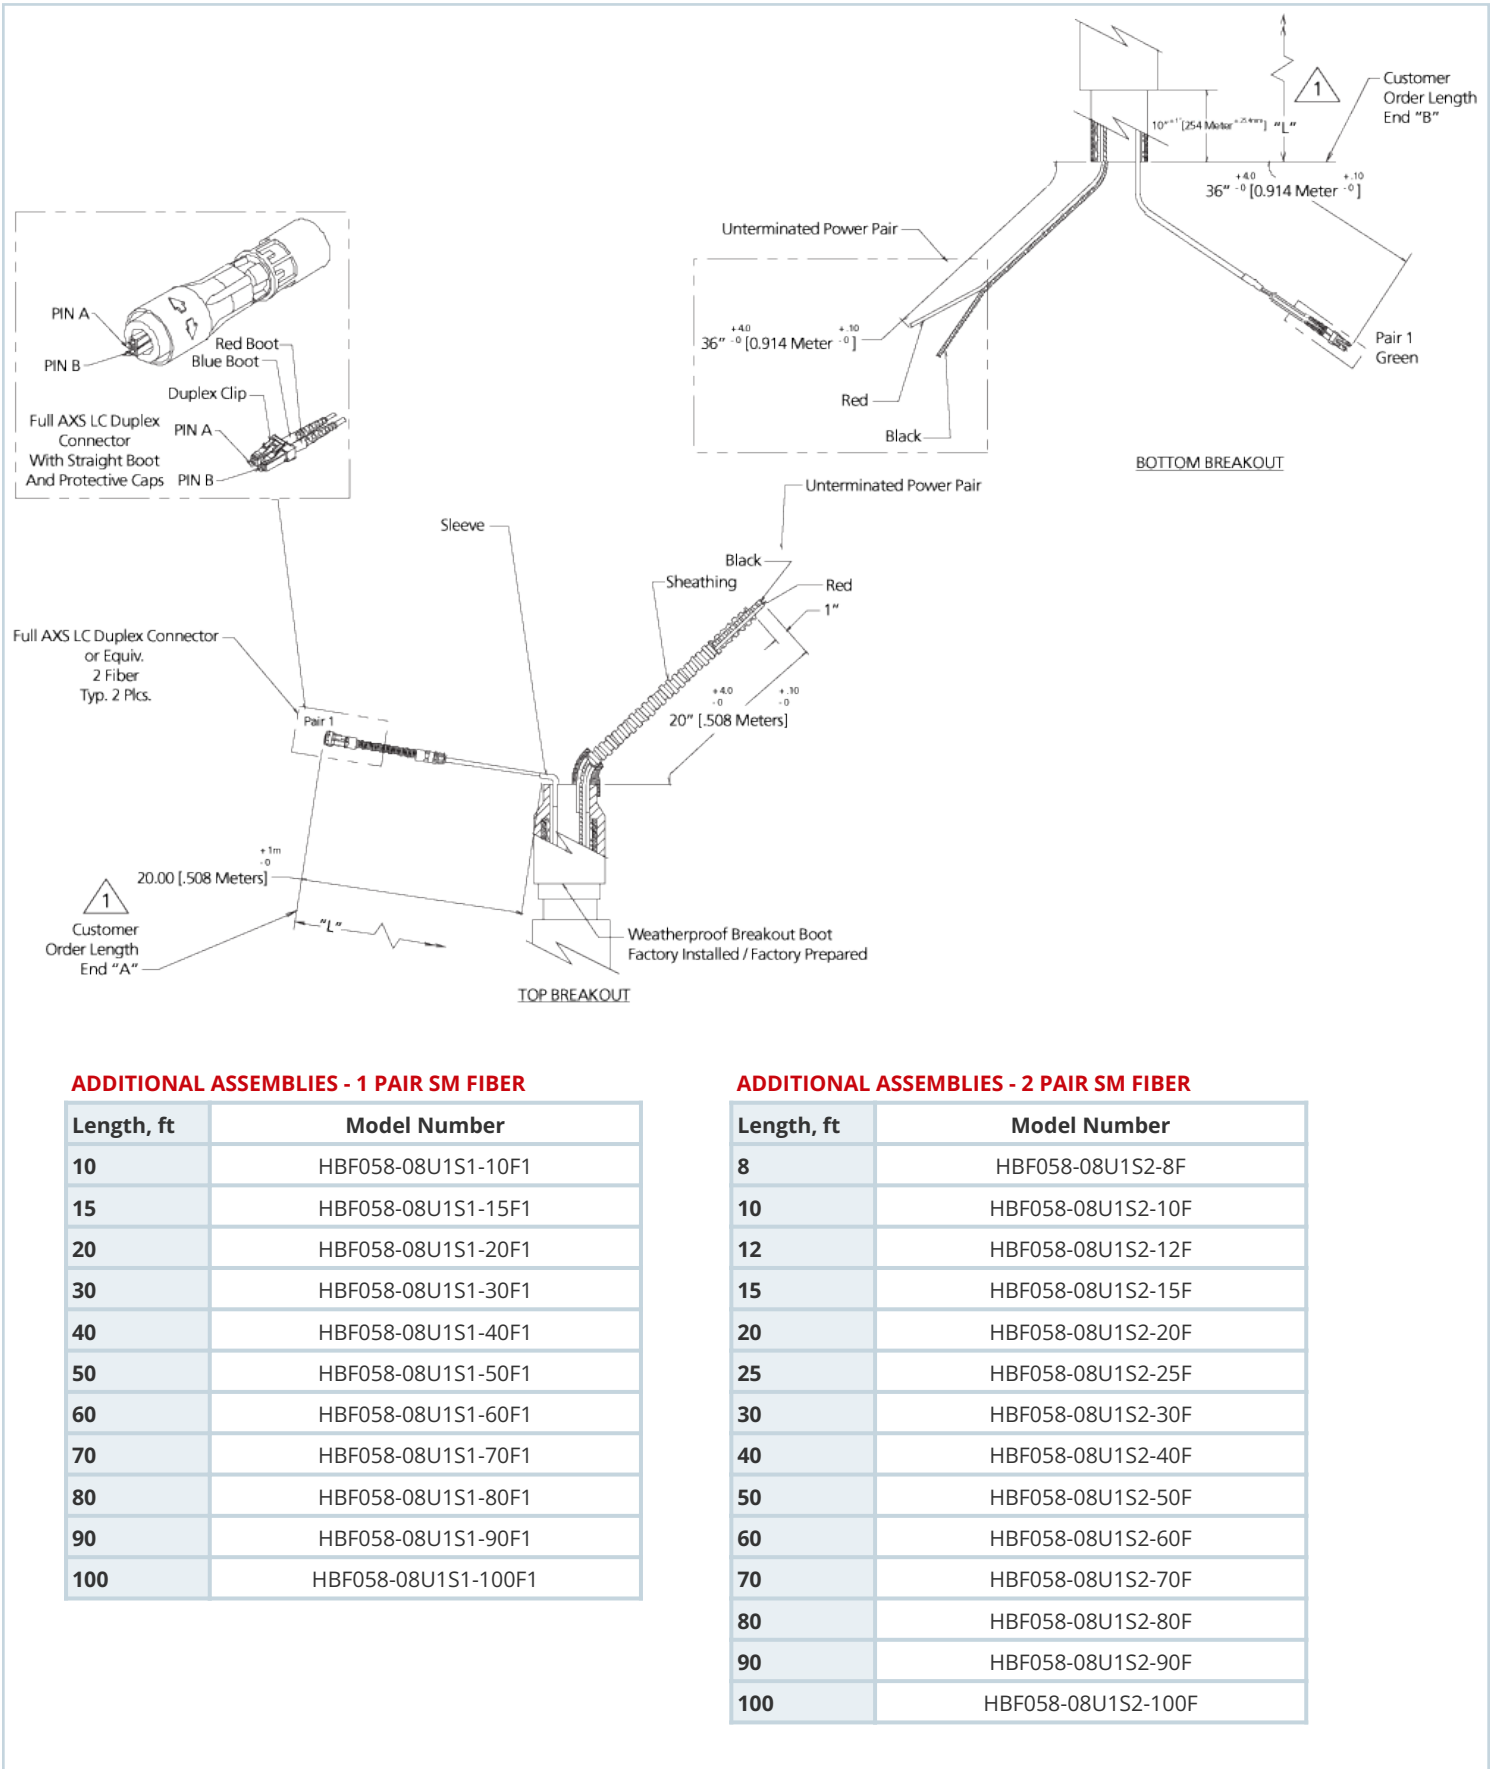 1
Customer
Order Length
End "B"
10" +1" [254 Meter +.254mm] "L"
+4.0 +.10
36" -0 [0.914 Meter -0]
Unterminated Power Pair
+4.0 +.10
36" -0 [0.914 Meter -0]
Red
Black
Pair 1
Green
BOTTOM BREAKOUT
PIN A
PIN B
Red Boot
Blue Boot
Duplex Clip
Full AXS LC Duplex
Connector
With Straight Boot
And Protective Caps
PIN A
PIN B
Unterminated Power Pair
Sleeve
Black
Sheathing
Red
1"
Full AXS LC Duplex Connector
or Equiv.
2 Fiber
Typ. 2 Plcs.
Pair 1
+4.0 +.10
-0 -0
20" [.508 Meters]
+1m
-0
20.00 [.508 Meters]
1
Customer
Order Length
End "A"
"L"
Weatherproof Breakout Boot
Factory Installed / Factory Prepared
TOP BREAKOUT
ADDITIONAL ASSEMBLIES - 1 PAIR SM FIBER
Length, ft Model Number
10 HBF058-08U1S1-10F1
15 HBF058-08U1S1-15F1
20 HBF058-08U1S1-20F1
30 HBF058-08U1S1-30F1
40 HBF058-08U1S1-40F1
50 HBF058-08U1S1-50F1
60 HBF058-08U1S1-60F1
70 HBF058-08U1S1-70F1
80 HBF058-08U1S1-80F1
90 HBF058-08U1S1-90F1
100 HBF058-08U1S1-100F1
ADDITIONAL ASSEMBLIES - 2 PAIR SM FIBER
Length, ft Model Number
8 HBF058-08U1S2-8F
10 HBF058-08U1S2-10F
12 HBF058-08U1S2-12F
15 HBF058-08U1S2-15F
20 HBF058-08U1S2-20F
25 HBF058-08U1S2-25F
30 HBF058-08U1S2-30F
40 HBF058-08U1S2-40F
50 HBF058-08U1S2-50F
60 HBF058-08U1S2-60F
70 HBF058-08U1S2-70F
80 HBF058-08U1S2-80F
90 HBF058-08U1S2-90F
100 HBF058-08U1S2-100F